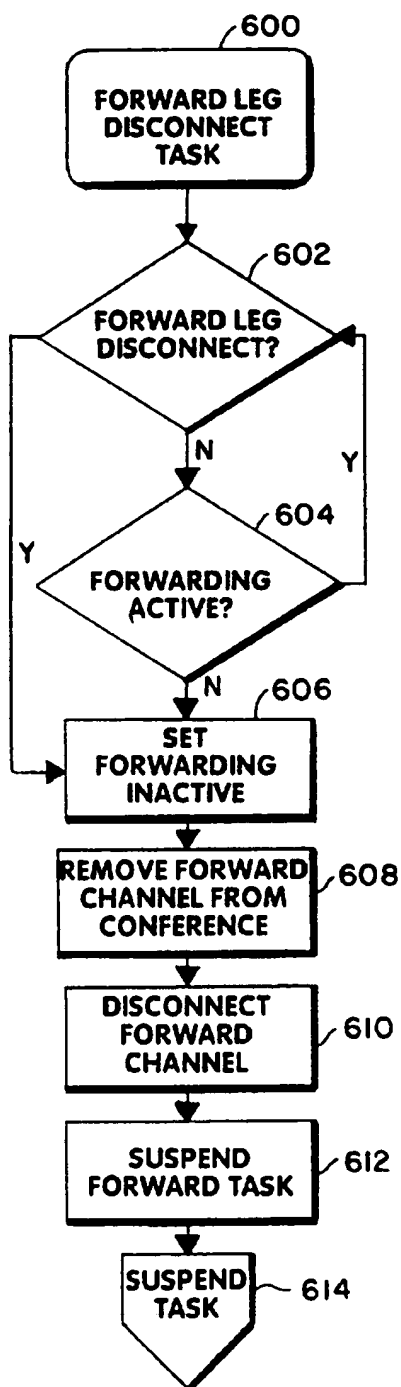 600
FORWARD LEG
DISCONNECT
TASK
602
FORWARD LEG
DISCONNECT?
N
Y
604
Y
FORWARDING
ACTIVE?
N
606
SET
FORWARDING
INACTIVE
REMOVE FORWARD
CHANNEL FROM
CONFERENCE
608
DISCONNECT
FORWARD
CHANNEL
610
SUSPEND
FORWARD TASK
612
SUSPEND
TASK
614